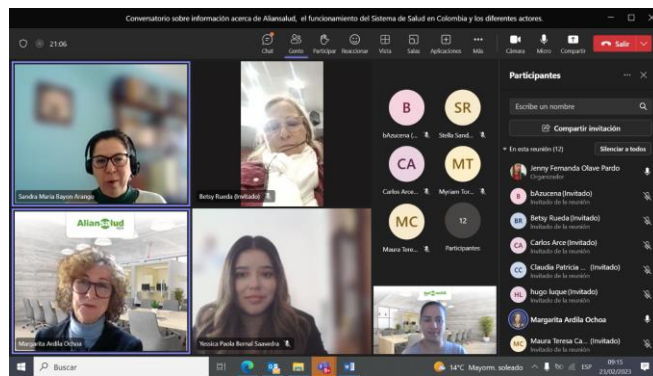 Conversatorio sobre información acerca de Aliansalud, el funcionamiento del Sistema de Salud en Colombia y los diferentes actores.
21:06
Chat
Gente
Participar
Reaccionar
Vista
Salas
Aplicaciones
Más
Cámara
Micro
Compartir
Salir
Sandra María Bayon Arango
Betsy Rueda (Invitado)
Aliansalud
Margarita Ardila Ochoa
Yessica Paola Bernal Saavedra
B
bAzucena (...
SR
Stella Sand...
CA
Carlos Arce...
MT
Myriam Tor...
MC
Maura Tere...
12
Participantes
Participantes
Escribe un nombre
Compartir invitación
En esta reunión (12)
Silenciar a todos
Jenny Fernanda Olave Pardo
Organizador
B
bAzucena (Invitado)
Invitado de la reunión
BR
Betsy Rueda (Invitado)
Invitado de la reunión
CA
Carlos Arce (Invitado)
Invitado de la reunión
CC
Claudia Patricia ... (Invitado)
Invitado de la reunión
HL
hugo luque (Invitado)
Invitado de la reunión
Margarita Ardila Ochoa
MC
Maura Teresa Ca... (Invitado)
Invitado de la reunión
Buscar
14°C Mayorm. soleado
ESP
09:15
23/02/2023